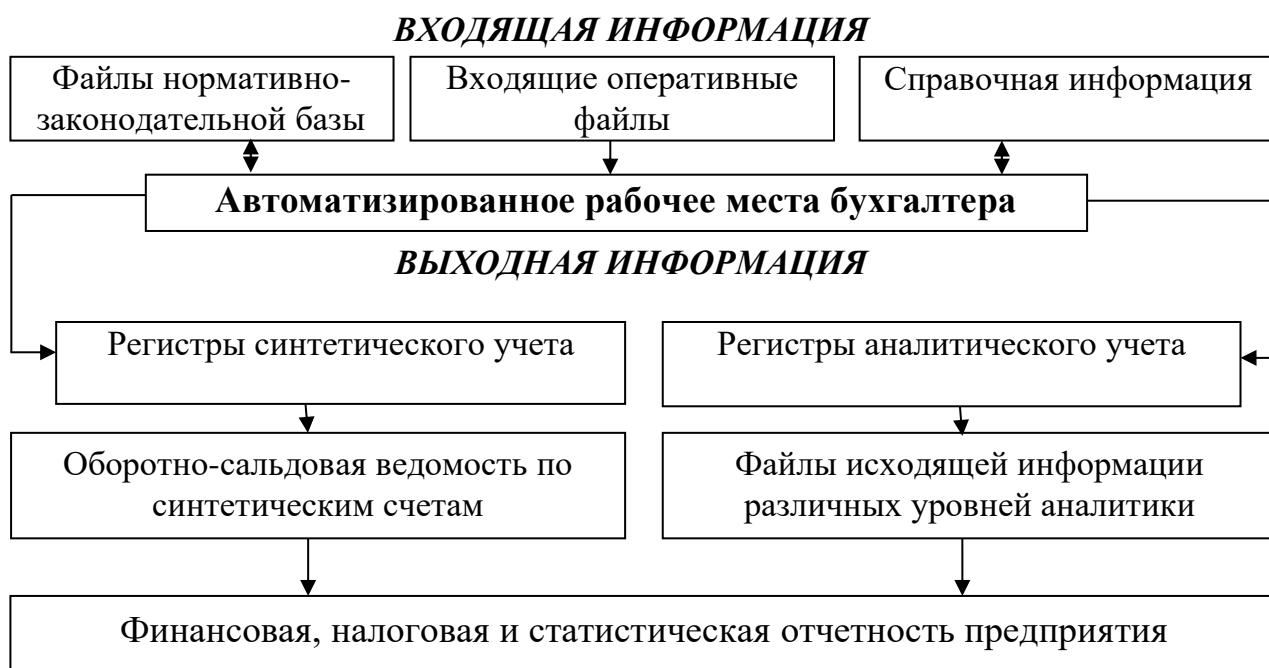 ВХОДЯЩАЯ ИНФОРМАЦИЯ
Файлы нормативно-
законодательной базы
Входящие оперативные
файлы
Справочная информация
Автоматизированное рабочее места бухгалтера
ВЫХОДНАЯ ИНФОРМАЦИЯ
Регистры синтетического учета
Регистры аналитического учета
Оборотно-сальдовая ведомость по
синтетическим счетам
Файлы исходящей информации
различных уровней аналитики
Финансовая, налоговая и статистическая отчетность предприятия